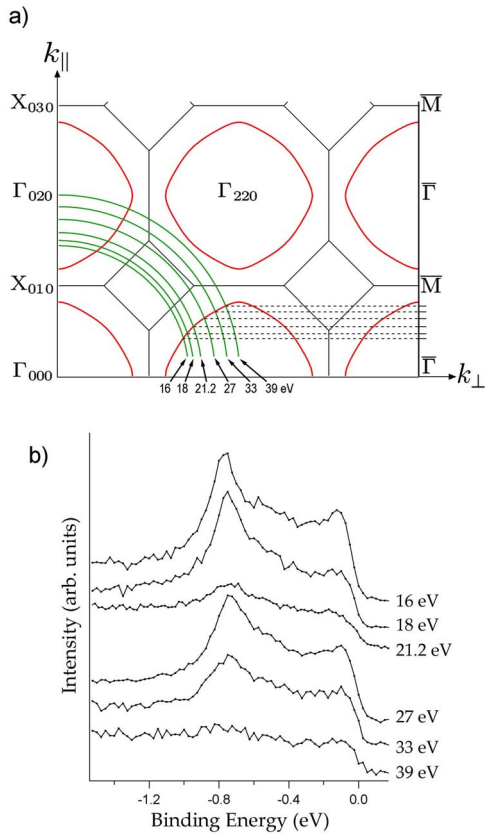 a)
k||
X030
M̅
Γ020
Γ220
Γ̅
X010
M̅
Γ000
Γ̅
k⊥
16 18 21.2 27 33 39 eV
b)
Intensity (arb. units)
16 eV
18 eV
21.2 eV
27 eV
33 eV
39 eV
-1.2 -0.8 -0.4 0.0
Binding Energy (eV)